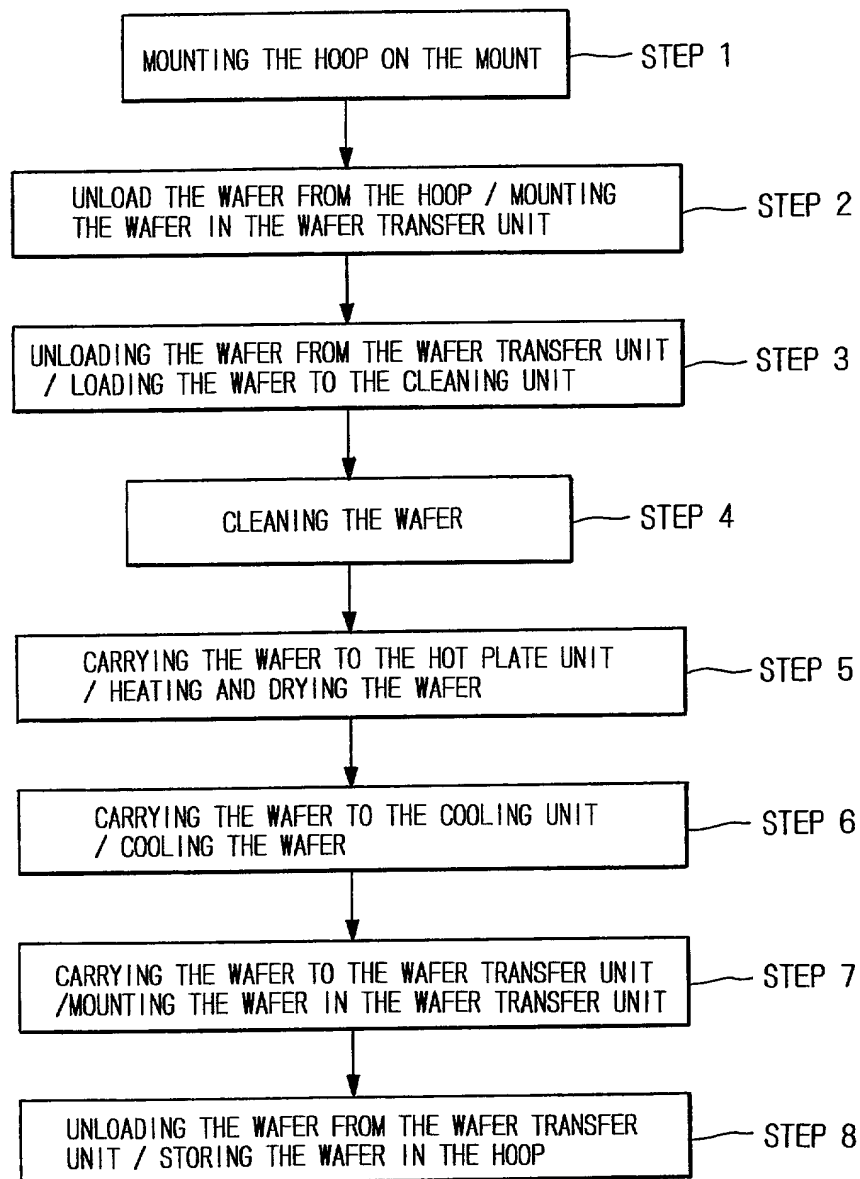 MOUNTING THE HOOP ON THE MOUNT
STEP 1
UNLOAD THE WAFER FROM THE HOOP / MOUNTING
THE WAFER IN THE WAFER TRANSFER UNIT
STEP 2
UNLOADING THE WAFER FROM THE WAFER TRANSFER UNIT
/ LOADING THE WAFER TO THE CLEANING UNIT
STEP 3
CLEANING THE WAFER
STEP 4
CARRYING THE WAFER TO THE HOT PLATE UNIT
/ HEATING AND DRYING THE WAFER
STEP 5
CARRYING THE WAFER TO THE COOLING UNIT
/ COOLING THE WAFER
STEP 6
CARRYING THE WAFER TO THE WAFER TRANSFER UNIT
/MOUNTING THE WAFER IN THE WAFER TRANSFER UNIT
STEP 7
UNLOADING THE WAFER FROM THE WAFER TRANSFER
UNIT / STORING THE WAFER IN THE HOOP
STEP 8